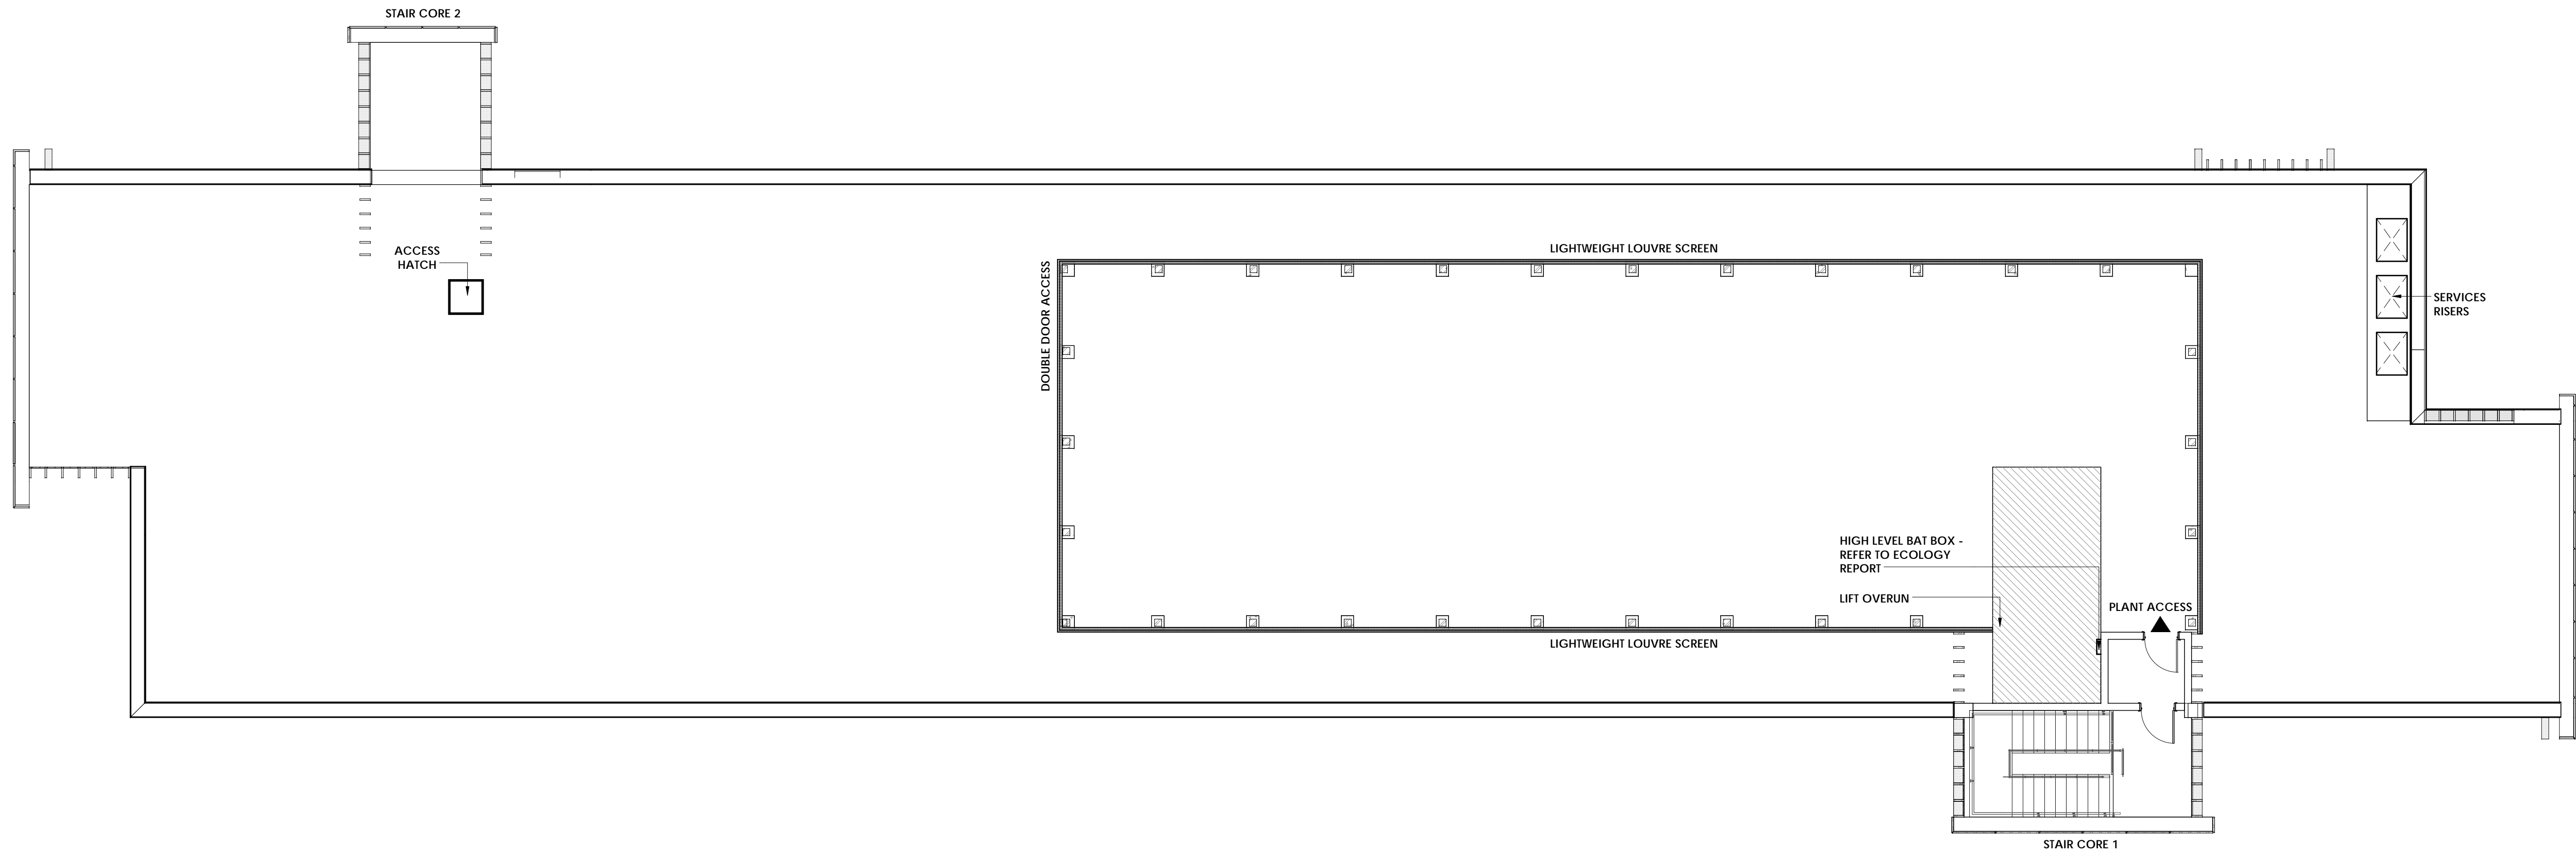 STAIR CORE 2
ACCESS
HATCH
LIGHTWEIGHT LOUVRE SCREEN
DOUBLE DOOR ACCESS
SERVICES
RISERS
HIGH LEVEL BAT BOX -
REFER TO ECOLOGY
REPORT
LIFT OVERUN
PLANT ACCESS
LIGHTWEIGHT LOUVRE SCREEN
STAIR CORE 1